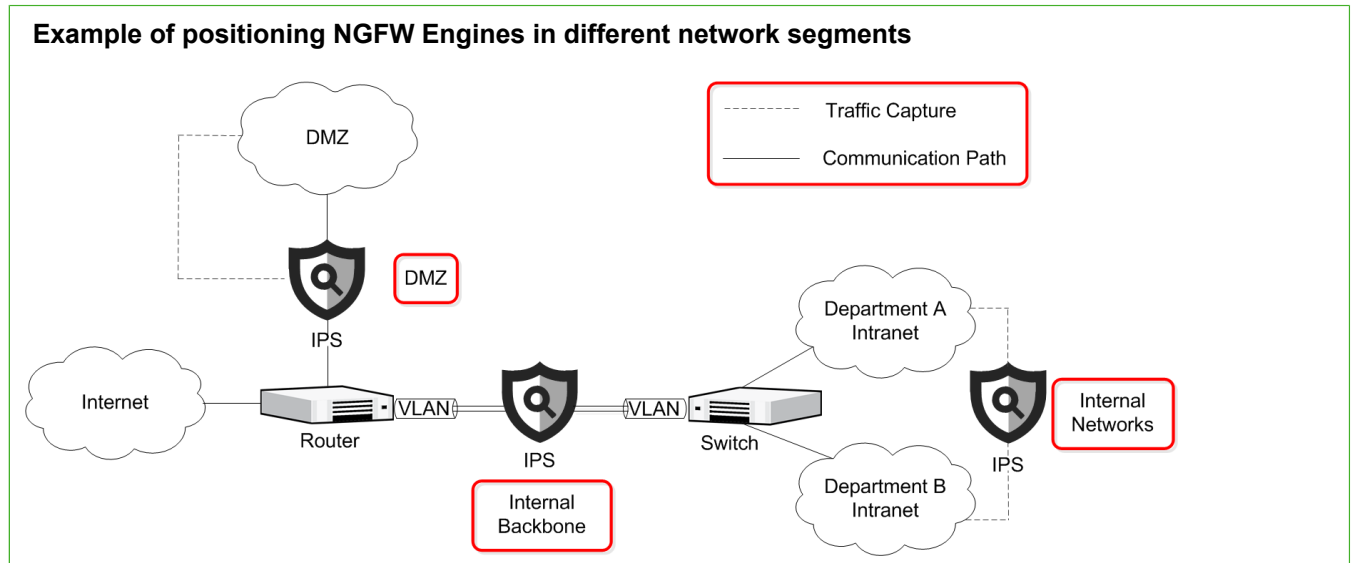 Example of positioning NGFW Engines in different network segments
DMZ
Traffic Capture
Communication Path
DMZ
IPS
Internet
Router
VLAN
IPS
Internal
Backbone
VLAN
Switch
Department A
Intranet
Department B
Intranet
Internal
Networks
IPS